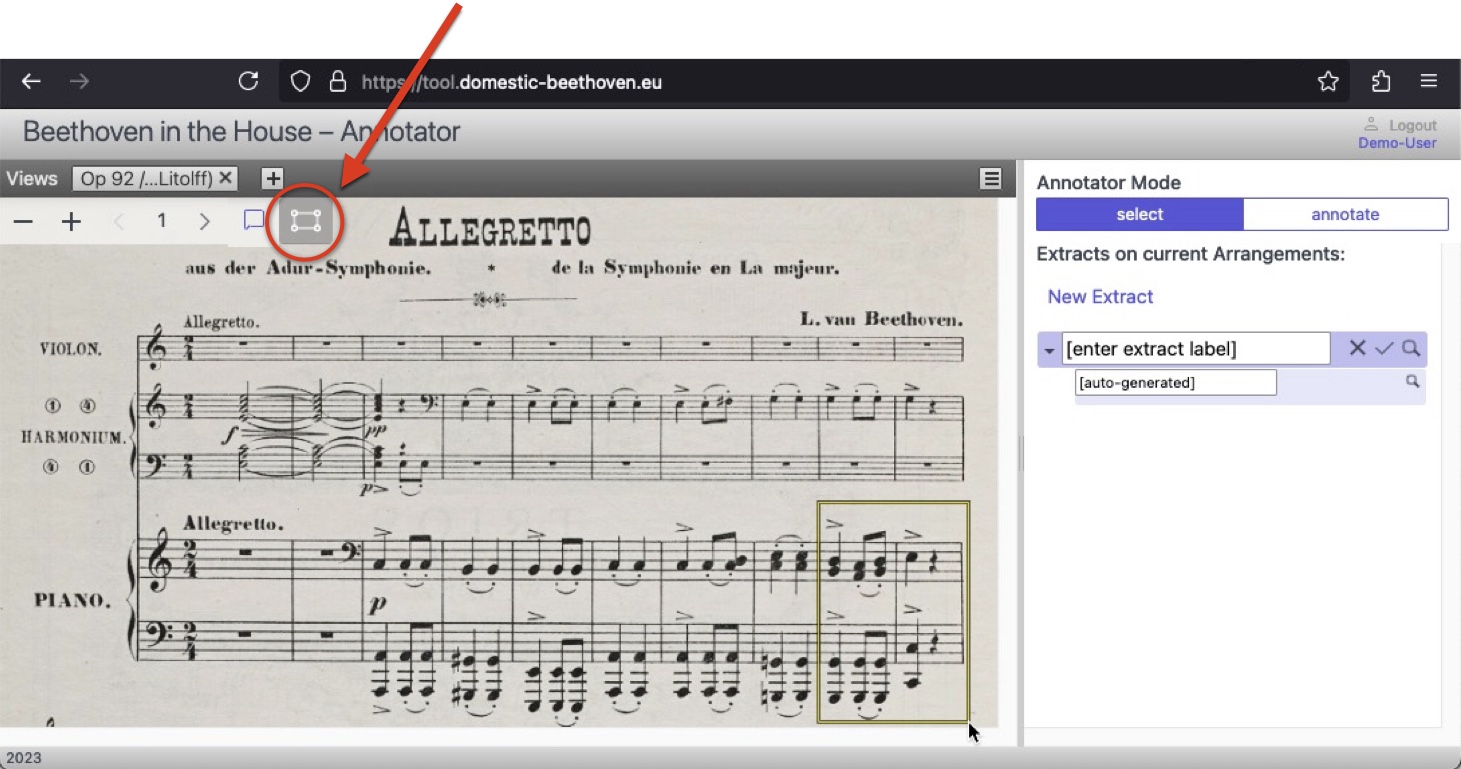 https://tool.domestic-beethoven.eu
Beethoven in the House – Annotator
Logout
Demo-User
Views
Op 92 /...Litolff) ✕
1
Annotator Mode
select
annotate
Extracts on current Arrangements:
New Extract
[enter extract label]
[auto-generated]
ALLEGRETTO
aus der Adur-Symphonie. * de la Symphonie en La majeur.
Allegretto.
L. van Beethoven.
VIOLON.
① ④
HARMONIUM.
④ ①
f
pp
p
Allegretto.
PIANO.
p
2023